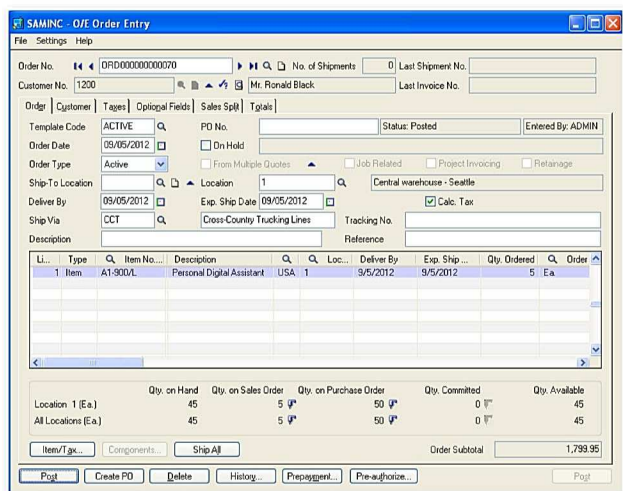 SAMINC - O/E Order Entry
File Settings Help
Order No. ORD000000000070 No. of Shipments 0 Last Shipment No.
Customer No. 1200 Mr. Ronald Black Last Invoice No.
Order Customer Taxes Optional Fields Sales Split Totals
Template Code ACTIVE PO No. Status: Posted Entered By: ADMIN
Order Date 09/05/2012 On Hold
Order Type Active From Multiple Quotes Job Related Project Invoicing Retainage
Ship-To Location Location 1 Central warehouse - Seattle
Deliver By 09/05/2012 Exp. Ship Date 09/05/2012 Calc. Tax
Ship Via CCT Cross-Country Trucking Lines Tracking No.
Description Reference
Li... Type Item No.... Description Loc... Deliver By Exp. Ship ... Qty. Ordered Order
1 Item A1-900/L Personal Digital Assistant USA 1 9/5/2012 9/5/2012 5 Ea.
Qty. on Hand Qty. on Sales Order Qty. on Purchase Order Qty. Committed Qty. Available
Location 1 (Ea.) 45 5 50 0 45
All Locations (Ea.) 45 5 50 0 45
Item/Tax... Components... Ship All Order Subtotal 1,799.95
Post Create PO Delete History... Prepayment... Pre-authorize... Post